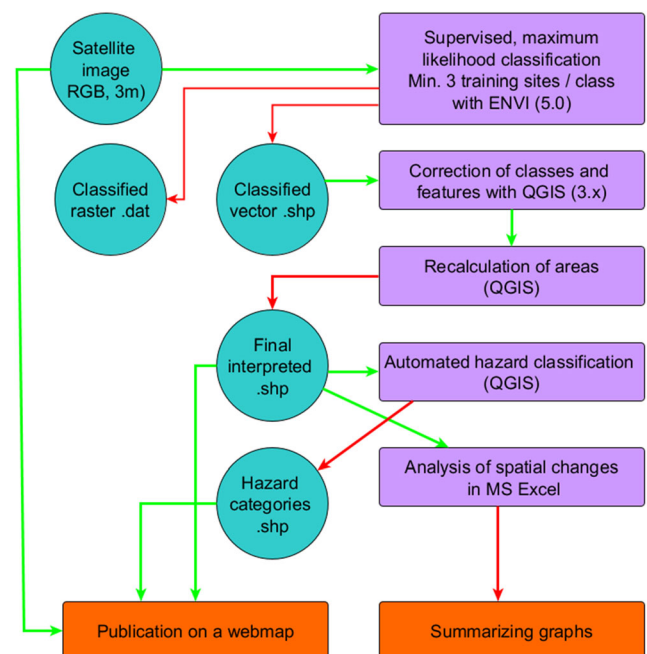 Satellite
image
RGB, 3m)
Supervised, maximum
likelihood classification
Min. 3 training sites / class
with ENVI (5.0)
Classified
raster .dat
Classified
vector .shp
Correction of classes and
features with QGIS (3.x)
Recalculation of areas
(QGIS)
Final
interpreted
.shp
Automated hazard classification
(QGIS)
Hazard
categories
.shp
Analysis of spatial changes
in MS Excel
Publication on a webmap
Summarizing graphs